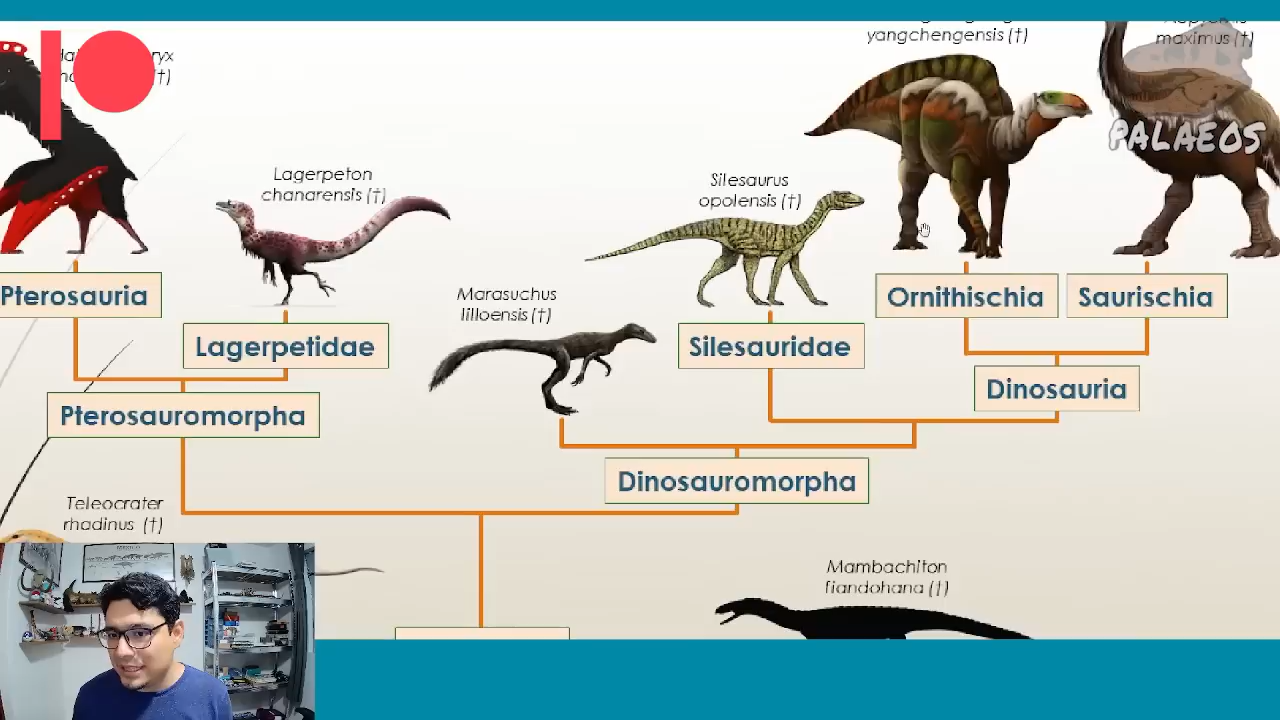 yangchengensis (†)
maximus (†)
PALAEOS
Lagerpeton
chanarensis (†)
Silesaurus
opolensis (†)
Pterosauria
Marasuchus
lilloensis (†)
Ornithischia
Saurischia
Lagerpetidae
Silesauridae
Dinosauria
Pterosauromorpha
Dinosauromorpha
Teleocrater
rhadinus (†)
Mambachiton
fiandohana (†)